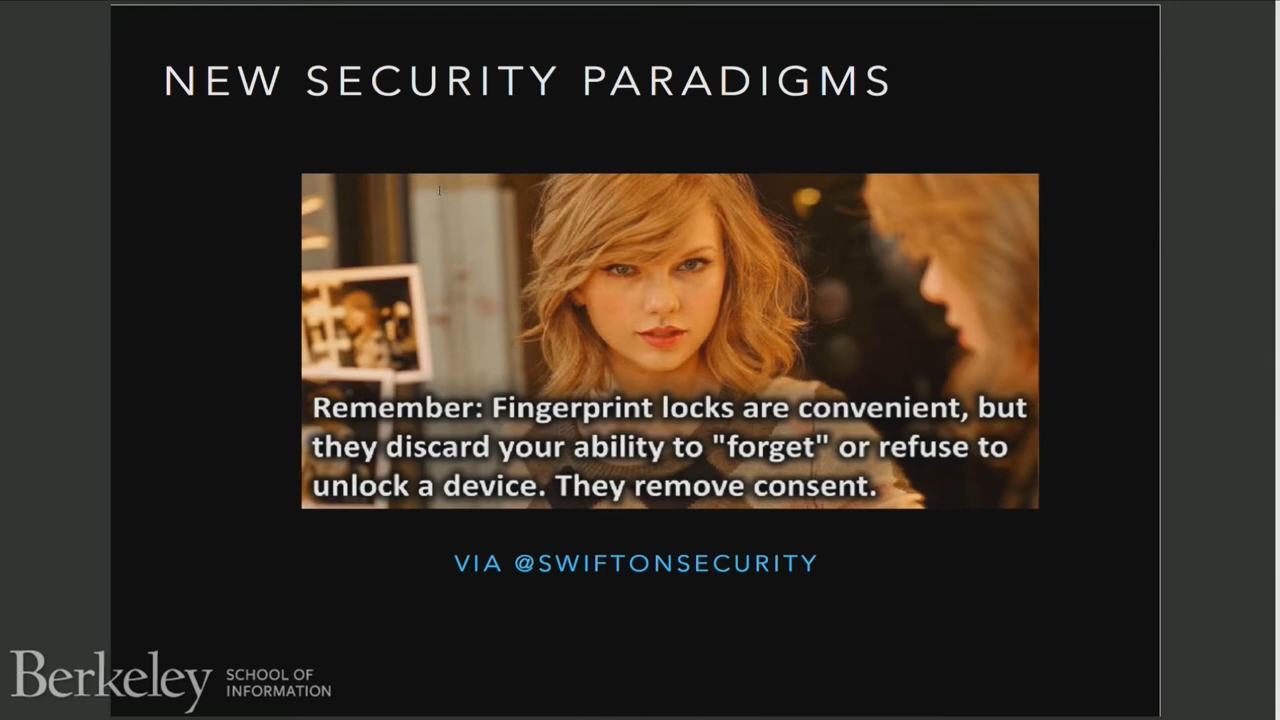 NEW SECURITY PARADIGMS
Remember: Fingerprint locks are convenient, but
they discard your ability to "forget" or refuse to
unlock a device. They remove consent.
VIA @SWIFTONSECURITY
Berkeley
SCHOOL OF
INFORMATION